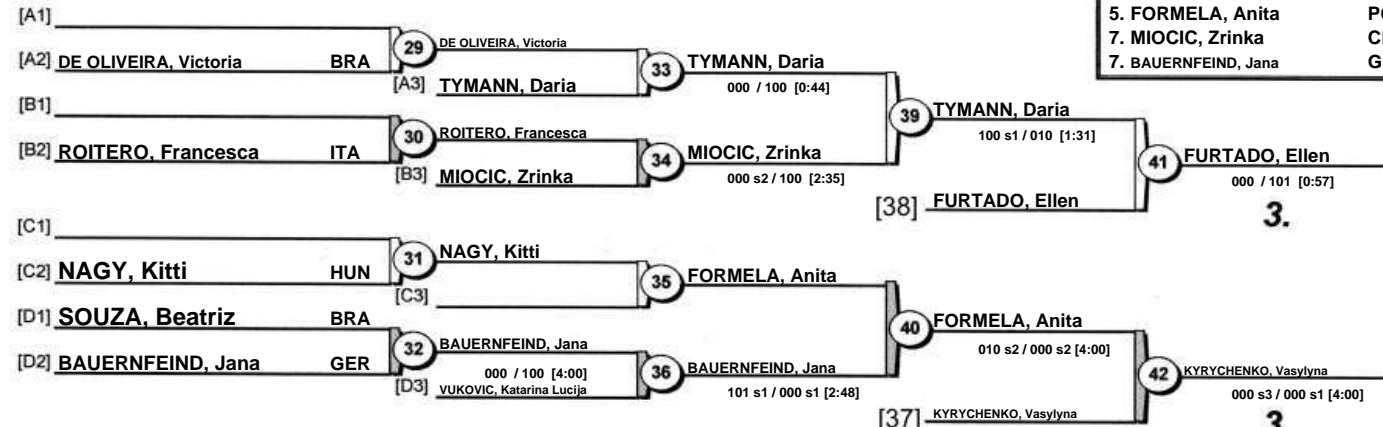 5. FORMELA, Anita
7. MIOCIC, Zrinka
7. BAUERNFEIND, Jana
[A1]
[A2] DE OLIVEIRA, Victoria BRA
29
DE OLIVEIRA, Victoria
[A3] TYMANN, Daria
33
TYMANN, Daria
000 / 100 [0:44]
[B1]
[B2] ROITERO, Francesca ITA
30
ROITERO, Francesca
[B3] MIOCIC, Zrinka
34
MIOCIC, Zrinka
000 s2 / 100 [2:35]
39
TYMANN, Daria
100 s1 / 010 [1:31]
[38] FURTADO, Ellen
41
FURTADO, Ellen
000 / 101 [0:57]
3.
[C1]
[C2] NAGY, Kitti HUN
31
NAGY, Kitti
[C3]
35
FORMELA, Anita
[D1] SOUZA, Beatriz BRA
[D2] BAUERNFEIND, Jana GER
32
BAUERNFEIND, Jana
000 / 100 [4:00]
[D3] VUKOVIC, Katarina Lucija
36
BAUERNFEIND, Jana
101 s1 / 000 s1 [2:48]
40
FORMELA, Anita
010 s2 / 000 s2 [4:00]
[37] KYRYCHENKO, Vasylyna
42
KYRYCHENKO, Vasylyna
000 s3 / 000 s1 [4:00]
3.